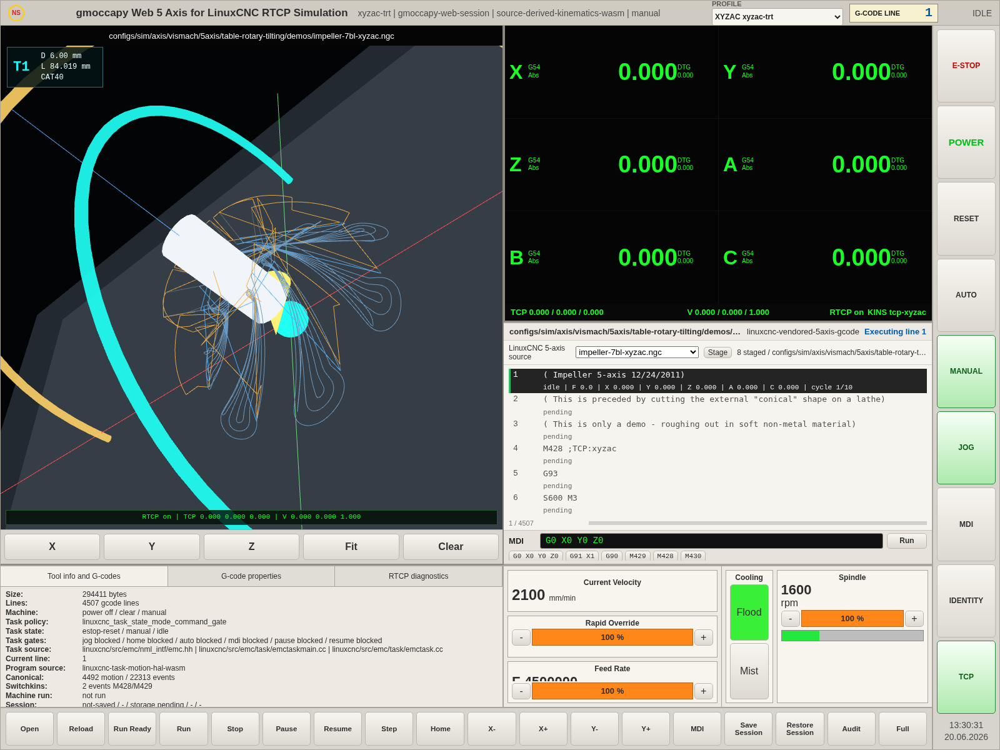 NS
gmoccapy Web 5 Axis for LinuxCNC RTCP Simulation
xyzac-trt | gmoccapy-web-session | source-derived-kinematics-wasm | manual
PROFILE
XYZAC xyzac-trt
G-CODE LINE 1
IDLE
configs/sim/axis/vismach/5axis/table-rotary-tilting/demos/impeller-7bl-xyzac.ngc
T1
D 6.00 mm
L 84.019 mm
CAT40
RTCP on | TCP 0.000 0.000 0.000 | V 0.000 0.000 1.000
X Y Z Fit Clear
X G54 Abs 0.000 DTG 0.000
Y G54 Abs 0.000 DTG 0.000
Z G54 Abs 0.000 DTG 0.000
A G54 Abs 0.000 DTG 0.000
B G54 Abs 0.000 DTG 0.000
C G54 Abs 0.000 DTG 0.000
TCP 0.000 / 0.000 / 0.000 V 0.000 / 0.000 / 1.000 RTCP on KINS tcp-xyzac
configs/sim/axis/vismach/5axis/table-rotary-tilting/demos/... linuxcnc-vendored-5axis-gcode Executing line 1
LinuxCNC 5-axis source
impeller-7bl-xyzac.ngc
Stage
8 staged / configs/sim/axis/vismach/5axis/table-rotary-t...
1 ( Impeller 5-axis 12/24/2011)
idle | F 0.0 | X 0.000 | Y 0.000 | Z 0.000 | A 0.000 | C 0.000 | cycle 1/10
2 ( This is preceded by cutting the external "conical" shape on a lathe)
pending
3 ( This is only a demo - roughing out in soft non-metal material)
pending
4 M428 ;TCP:xyzac
pending
5 G93
pending
6 S600 M3
pending
1 / 4507
MDI G0 X0 Y0 Z0 Run
G0 X0 Y0 Z0 G91 X1 G90 M429 M428 M430
Tool info and G-codes G-code properties RTCP diagnostics
Size: 294411 bytes
Lines: 4507 gcode lines
Machine: power off / clear / manual
Task policy: linuxcnc_task_state_mode_command_gate
Task state: estop-reset / manual / idle
Task gates: jog blocked / home blocked / auto blocked / mdi blocked / pause blocked / resume blocked
Task source: linuxcnc/src/emc/nml_intf/emc.hh | linuxcnc/src/emc/task/emctaskmain.cc | linuxcnc/src/emc/task/emctask.cc
Current line: 1
Program source: linuxcnc-task-motion-hal-wasm
Canonical: 4492 motion / 22313 events
Switchkins: 2 events M428/M429
Machine run: not run
Session: not-saved / - / storage pending / - / -
Current Velocity
2100 mm/min
Rapid Override
- 100 % +
Feed Rate
F 4500000
- 100 % +
Cooling
Flood
Mist
Spindle
1600
rpm
- 100 % +
E-STOP
POWER
RESET
AUTO
MANUAL
JOG
MDI
IDENTITY
TCP
Open Reload Run Ready Run Stop Pause Resume Step Home X- X+ Y- Y+ MDI Save Session Restore Session Audit Full
13:30:31
20.06.2026